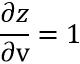 ∂z/∂v = 1